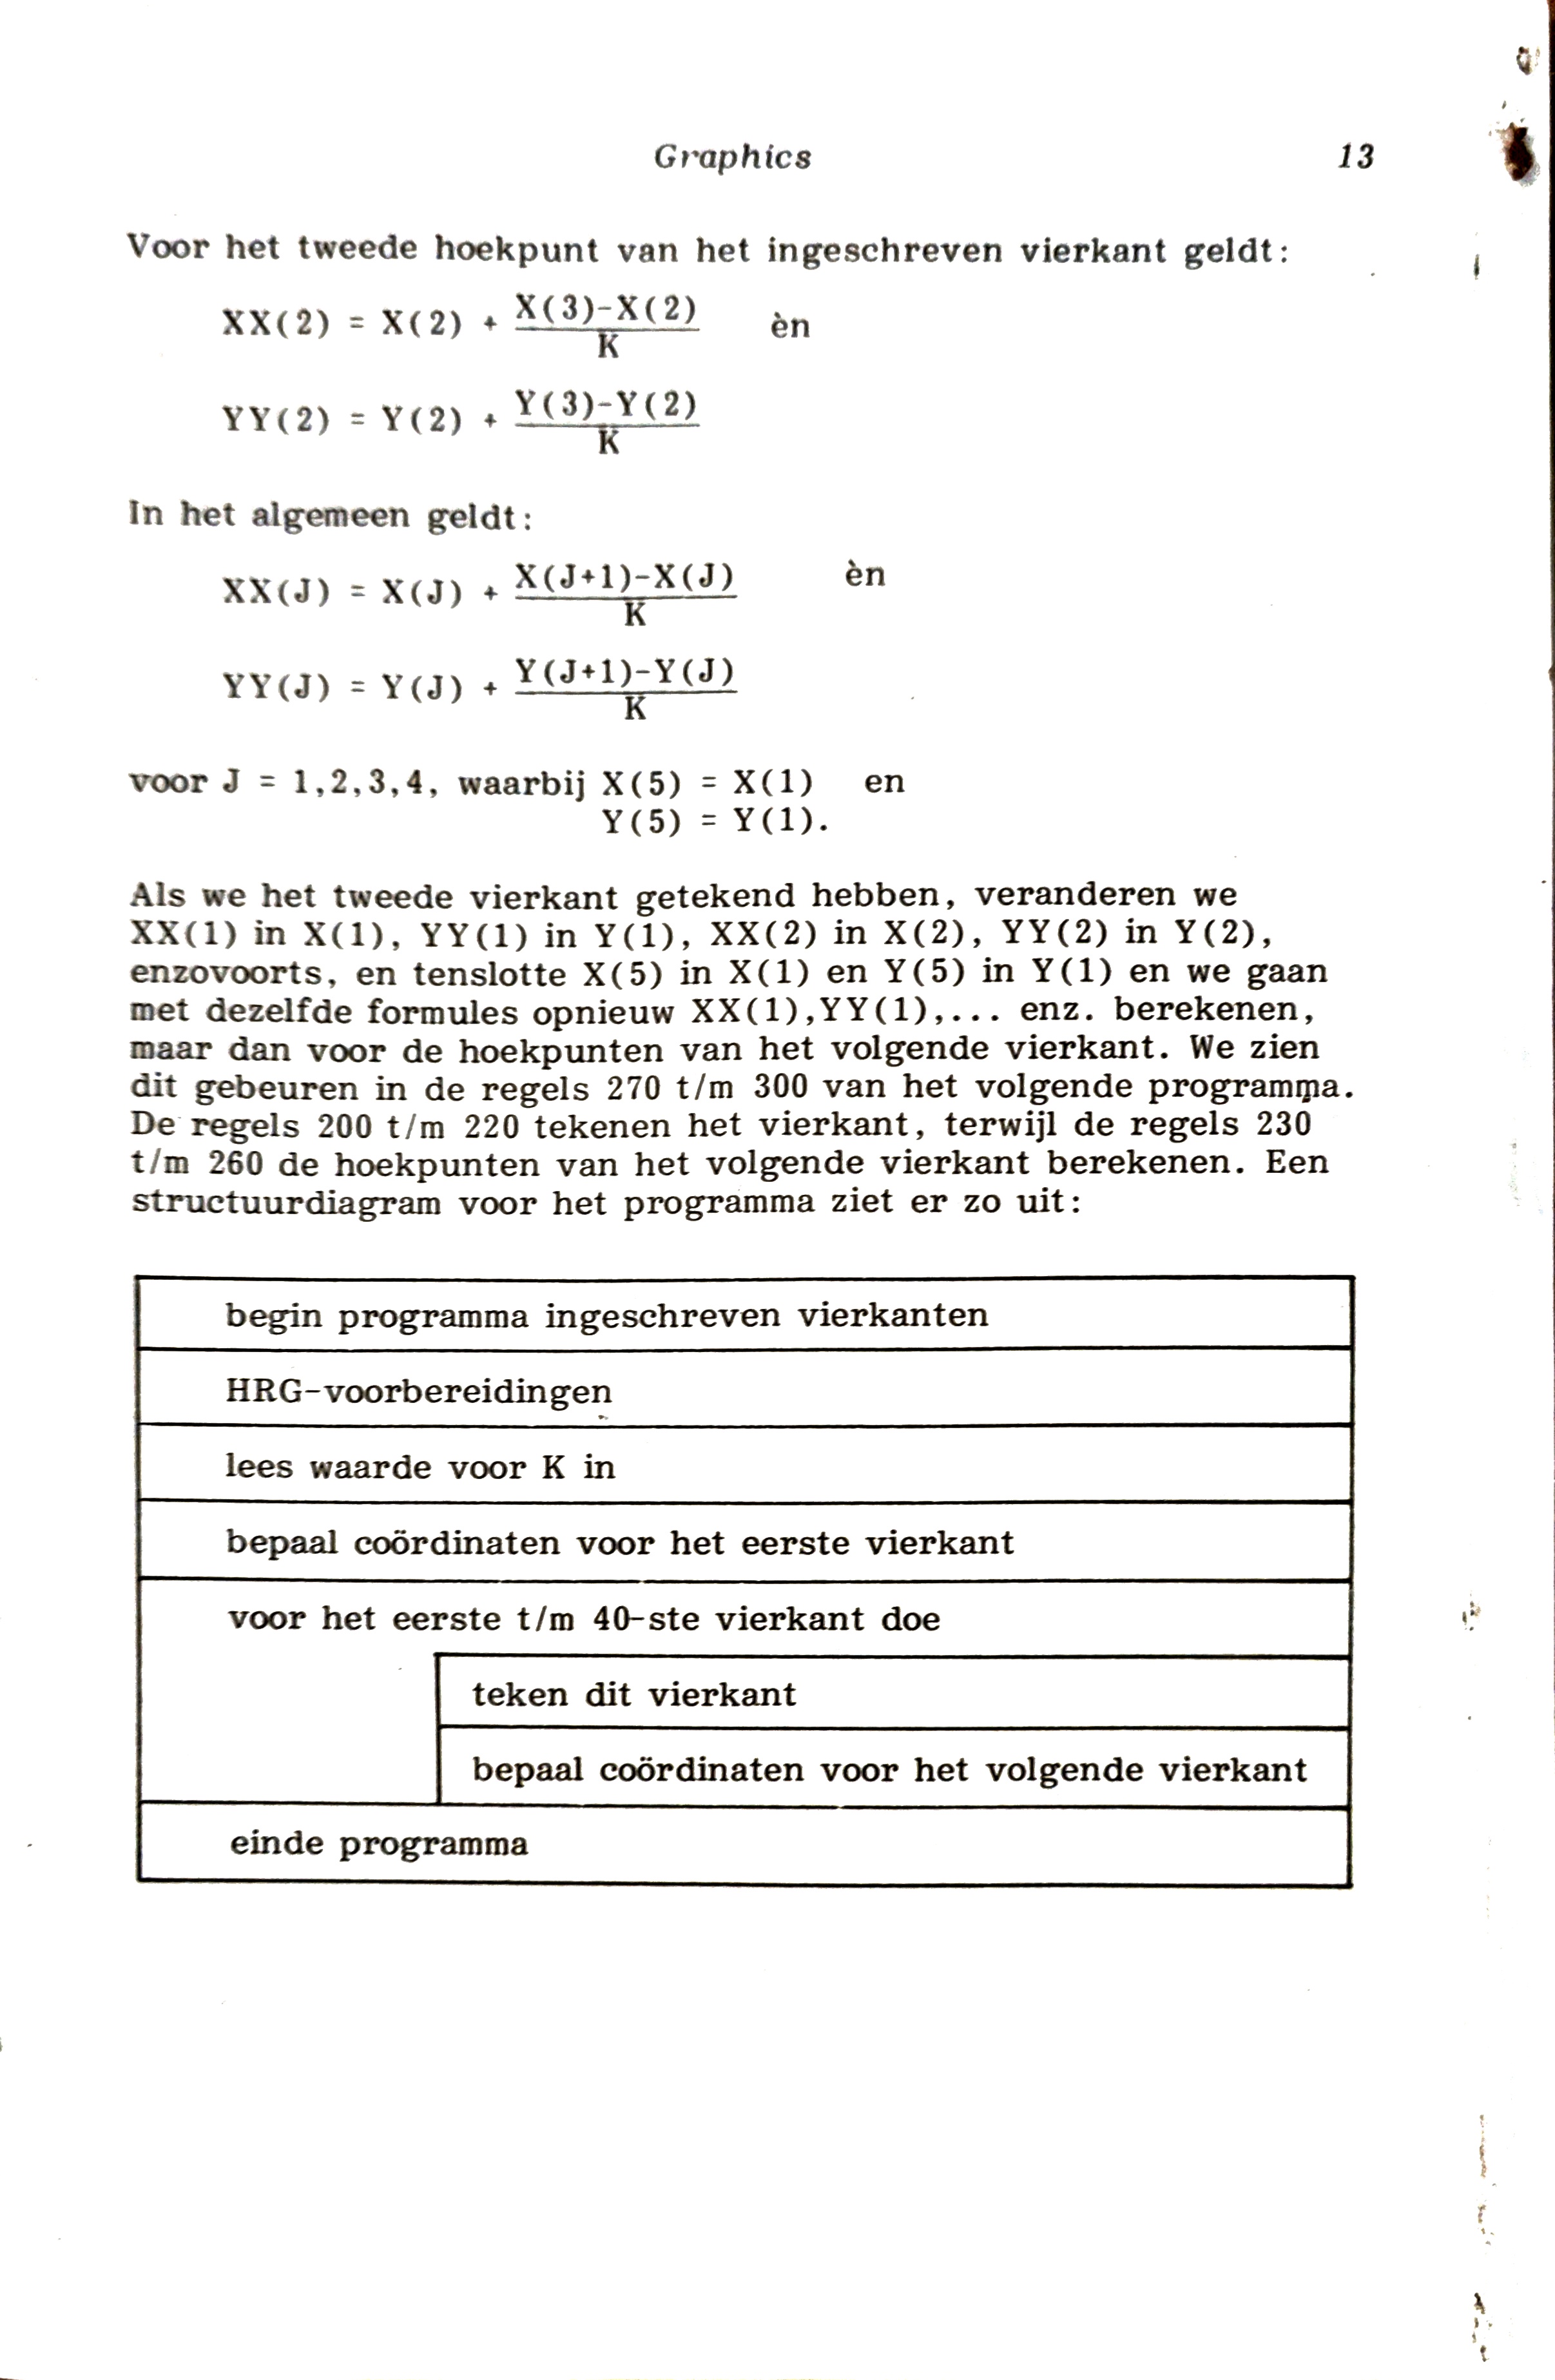 Graphics 13
Voor het tweede hoekpunt van het ingeschreven vierkant geldt:
XX(2) = X(2) + X(3)-X(2) / K èn
YY(2) = Y(2) + Y(3)-Y(2) / K
In het algemeen geldt:
XX(J) = X(J) + X(J+1)-X(J) / K èn
YY(J) = Y(J) + Y(J+1)-Y(J) / K
voor J = 1,2,3,4, waarbij X(5) = X(1) en
Y(5) = Y(1).
Als we het tweede vierkant getekend hebben, veranderen we
XX(1) in X(1), YY(1) in Y(1), XX(2) in X(2), YY(2) in Y(2),
enzovoorts, en tenslotte X(5) in X(1) en Y(5) in Y(1) en we gaan
met dezelfde formules opnieuw XX(1),YY(1),... enz. berekenen,
maar dan voor de hoekpunten van het volgende vierkant. We zien
dit gebeuren in de regels 270 t/m 300 van het volgende programma.
De regels 200 t/m 220 tekenen het vierkant, terwijl de regels 230
t/m 260 de hoekpunten van het volgende vierkant berekenen. Een
structuurdiagram voor het programma ziet er zo uit:
begin programma ingeschreven vierkanten
HRG-voorbereidingen
lees waarde voor K in
bepaal coördinaten voor het eerste vierkant
voor het eerste t/m 40-ste vierkant doe
teken dit vierkant
bepaal coördinaten voor het volgende vierkant
einde programma